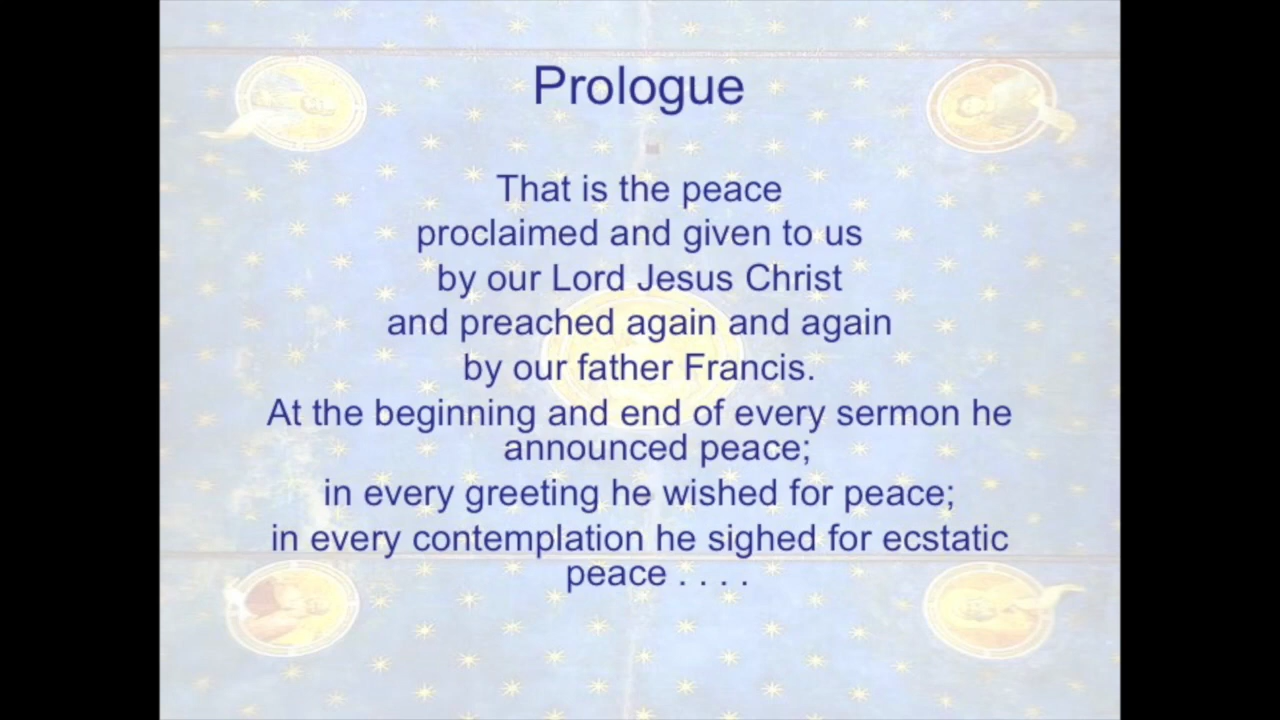 Prologue
That is the peace
proclaimed and given to us
by our Lord Jesus Christ
and preached again and again
by our father Francis.
At the beginning and end of every sermon he
announced peace;
in every greeting he wished for peace;
in every contemplation he sighed for ecstatic
peace . . . .